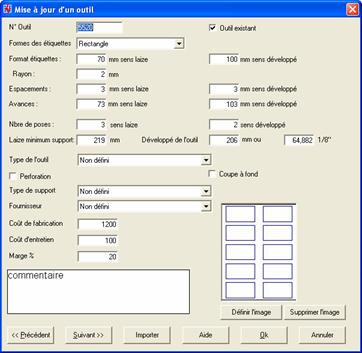 Mise à jour d'un outil
N° Outil
Outil existant
Formes des étiquettes Rectangle
Format étiquettes : 70 mm sens laize 100 mm sens développé
Rayon : 2 mm
Espacements : 3 mm sens laize 3 mm sens développé
Avances : 73 mm sens laize 103 mm sens développé
Nbre de poses : 3 sens laize 2 sens développé
Laize minimum support: 219 mm Développé de l'outil 206 mm ou 64,882 1/8"
Type de l'outil Non défini
Perforation Coupe à fond
Type de support Non défini
Fournisseur Non défini
Coût de fabrication 1200
Coût d'entretien 100
Marge % 20
commentaire
Définir l'image Supprimer l'image
<< Précédent Suivant >> Importer Aide Ok Annuler